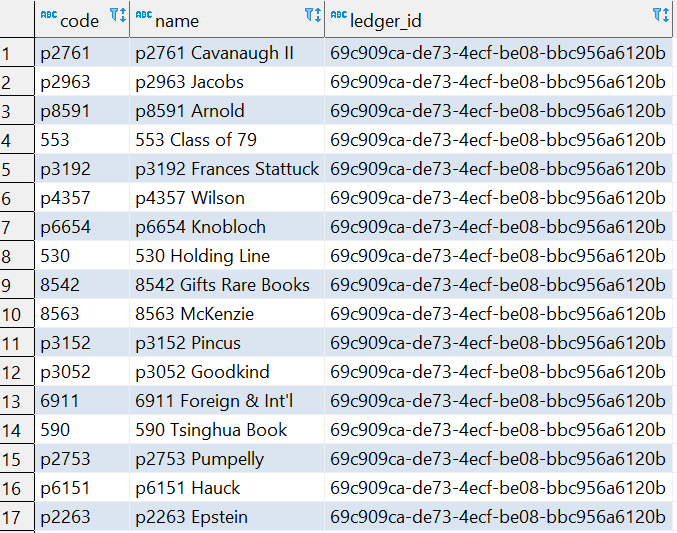 ABC code ABC name ABC ledger_id
1 p2761 p2761 Cavanaugh II 69c909ca-de73-4ecf-be08-bbc956a6120b
2 p2963 p2963 Jacobs 69c909ca-de73-4ecf-be08-bbc956a6120b
3 p8591 p8591 Arnold 69c909ca-de73-4ecf-be08-bbc956a6120b
4 553 553 Class of 79 69c909ca-de73-4ecf-be08-bbc956a6120b
5 p3192 p3192 Frances Stattuck 69c909ca-de73-4ecf-be08-bbc956a6120b
6 p4357 p4357 Wilson 69c909ca-de73-4ecf-be08-bbc956a6120b
7 p6654 p6654 Knobloch 69c909ca-de73-4ecf-be08-bbc956a6120b
8 530 530 Holding Line 69c909ca-de73-4ecf-be08-bbc956a6120b
9 8542 8542 Gifts Rare Books 69c909ca-de73-4ecf-be08-bbc956a6120b
10 8563 8563 McKenzie 69c909ca-de73-4ecf-be08-bbc956a6120b
11 p3152 p3152 Pincus 69c909ca-de73-4ecf-be08-bbc956a6120b
12 p3052 p3052 Goodkind 69c909ca-de73-4ecf-be08-bbc956a6120b
13 6911 6911 Foreign & Int'l 69c909ca-de73-4ecf-be08-bbc956a6120b
14 590 590 Tsinghua Book 69c909ca-de73-4ecf-be08-bbc956a6120b
15 p2753 p2753 Pumpelly 69c909ca-de73-4ecf-be08-bbc956a6120b
16 p6151 p6151 Hauck 69c909ca-de73-4ecf-be08-bbc956a6120b
17 p2263 p2263 Epstein 69c909ca-de73-4ecf-be08-bbc956a6120b